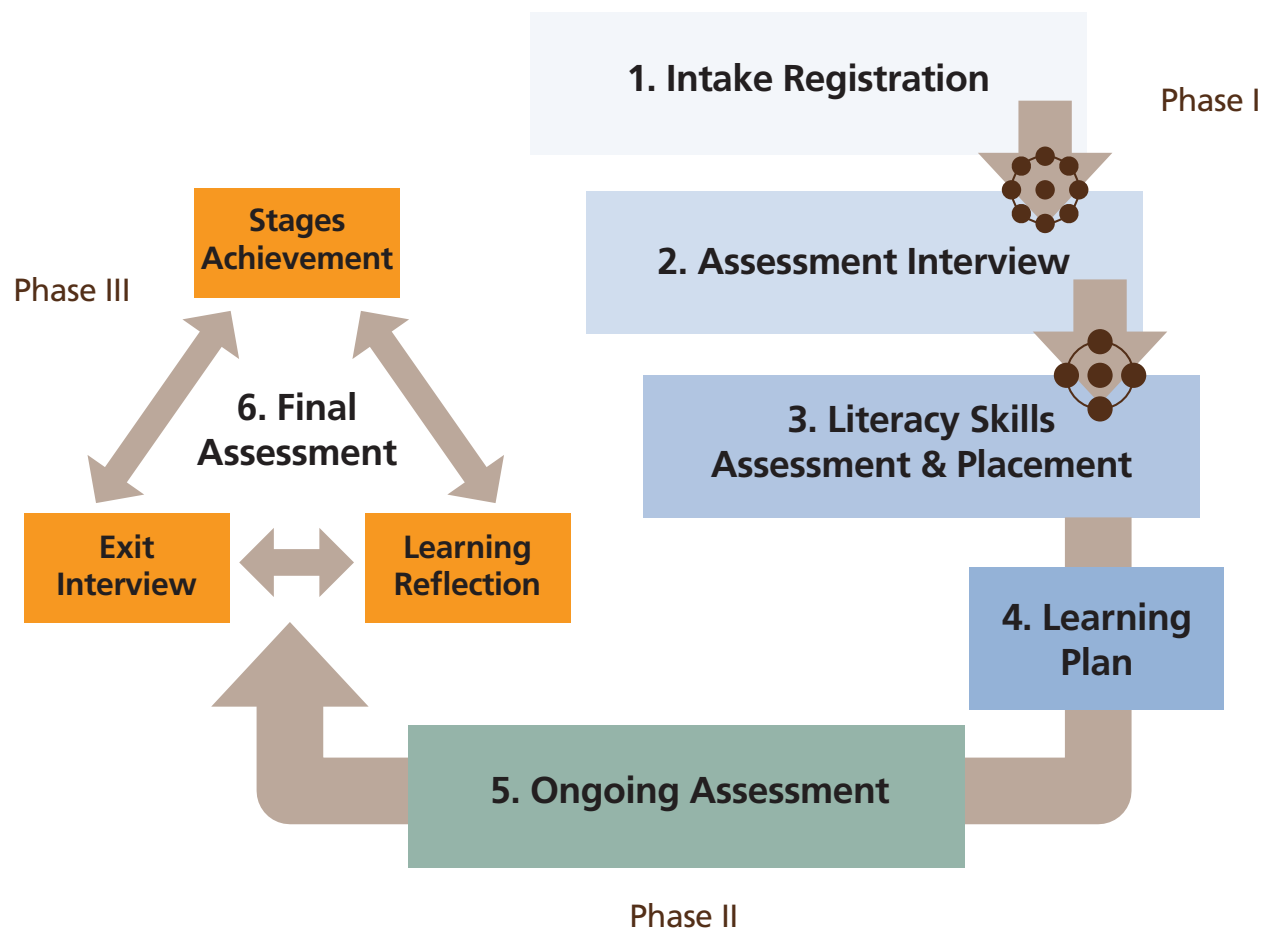 1. Intake Registration
Phase I
2. Assessment Interview
3. Literacy Skills
Assessment & Placement
4. Learning
Plan
5. Ongoing Assessment
Phase II
Phase III
Stages
Achievement
6. Final
Assessment
Exit
Interview
Learning
Reflection